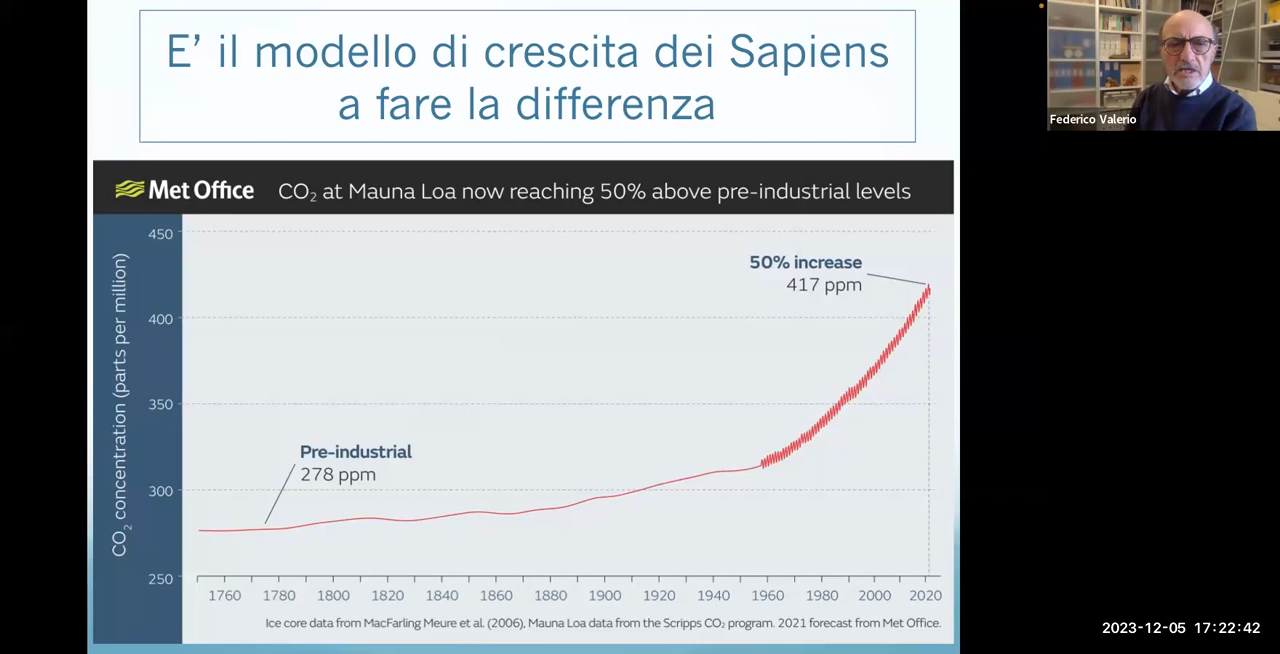 E' il modello di crescita dei Sapiens
a fare la differenza
Met Office
CO₂ at Mauna Loa now reaching 50% above pre-industrial levels
CO₂ concentration (parts per million)
450
400
350
300
250
50% increase
417 ppm
Pre-industrial
278 ppm
1760 1780 1800 1820 1840 1860 1880 1900 1920 1940 1960 1980 2000 2020
Ice core data from MacFarling Meure et al. (2006), Mauna Loa data from the Scripps CO₂ program. 2021 forecast from Met Office.
Federico Valerio
2023-12-05 17:22:42